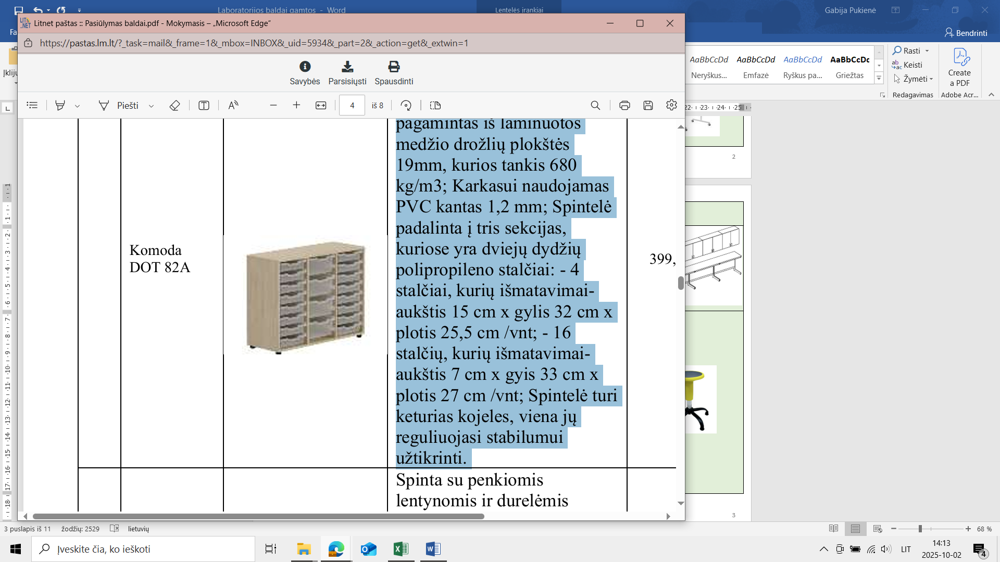 Laboratorijos baldai gamtos - Word
Lentelės įrankiai
Gabija Pukienė
Litnet paštas :: Pasiūlymas baldai.pdf - Mokymasis – „Microsoft Edge“
Fa
Bendrinti
https://pastas.lm.lt/?_task=mail&_frame=1&_mbox=INBOX&_uid=5934&_part=2&_action=get&_extwin=1
Savybės
Parsisiųsti
Spausdinti
Įkliju
AaBbCcDd
AaBbCcDd
AaBbCcDd
AaBbCcDc
Neryškus...
Emfazė
Ryškus pa...
Griežtas
Rasti
Keisti
Žymėti
Redagavimas
Create
a PDF
Adobe Acr...
Piešti
4
iš 8
22 · 23 · 24 · 25
pagamintas iš laminuotos
medžio drožlių plokštės
19mm, kurios tankis 680
kg/m3; Karkasui naudojamas
PVC kantas 1,2 mm; Spintelė
padalinta į tris sekcijas,
kuriose yra dviejų dydžių
polipropileno stalčiai: - 4
stalčiai, kurių išmatavimai-
aukštis 15 cm x gylis 32 cm x
plotis 25,5 cm /vnt; - 16
stalčių, kurių išmatavimai-
aukštis 7 cm x gyis 33 cm x
plotis 27 cm /vnt; Spintelė turi
keturias kojeles, viena jų
reguliuojasi stabilumui
užtikrinti.
Komoda
DOT 82A
399,
Spinta su penkiomis
lentynomis ir durelėmis
2
3
3 puslapis iš 11
žodžių: 2529
lietuvių
68 %
Įveskite čia, ko ieškoti
LIT
14:13
2025-10-02
4